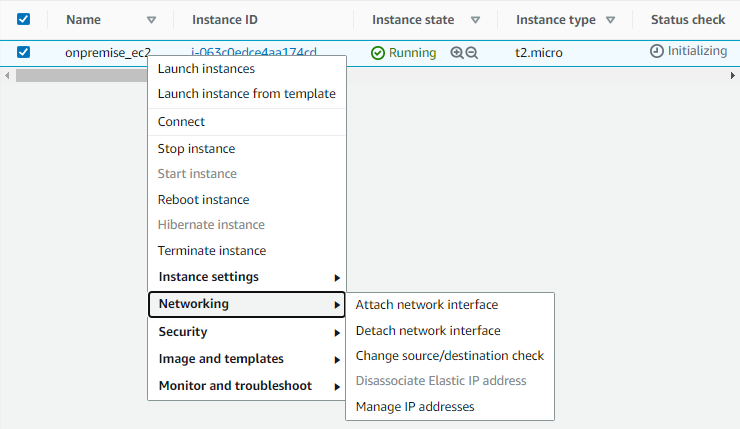 Name Instance ID Instance state Instance type Status check
onpremise_ec2 i-063c0edce4aa174cd Running t2.micro Initializing
Launch instances
Launch instance from template
Connect
Stop instance
Start instance
Reboot instance
Hibernate instance
Terminate instance
Instance settings
Networking
Security
Image and templates
Monitor and troubleshoot
Attach network interface
Detach network interface
Change source/destination check
Disassociate Elastic IP address
Manage IP addresses